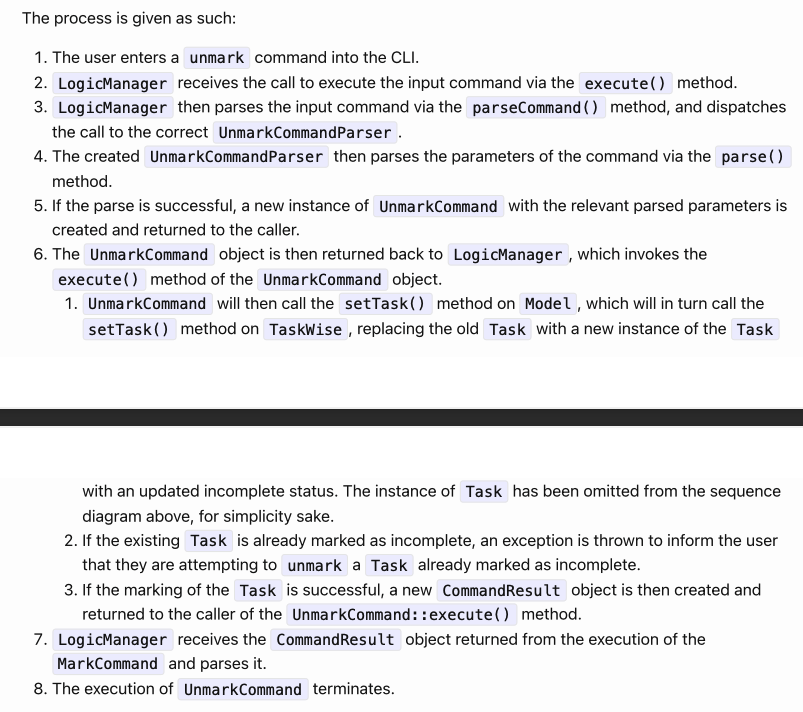 The process is given as such:
1. The user enters a unmark command into the CLI.
2. LogicManager receives the call to execute the input command via the execute() method.
3. LogicManager then parses the input command via the parseCommand() method, and dispatches
the call to the correct UnmarkCommandParser.
4. The created UnmarkCommandParser then parses the parameters of the command via the parse()
method.
5. If the parse is successful, a new instance of UnmarkCommand with the relevant parsed parameters is
created and returned to the caller.
6. The UnmarkCommand object is then returned back to LogicManager, which invokes the
execute() method of the UnmarkCommand object.
1. UnmarkCommand will then call the setTask() method on Model, which will in turn call the
setTask() method on TaskWise, replacing the old Task with a new instance of the Task
with an updated incomplete status. The instance of Task has been omitted from the sequence
diagram above, for simplicity sake.
2. If the existing Task is already marked as incomplete, an exception is thrown to inform the user
that they are attempting to unmark a Task already marked as incomplete.
3. If the marking of the Task is successful, a new CommandResult object is then created and
returned to the caller of the UnmarkCommand::execute() method.
7. LogicManager receives the CommandResult object returned from the execution of the
MarkCommand and parses it.
8. The execution of UnmarkCommand terminates.